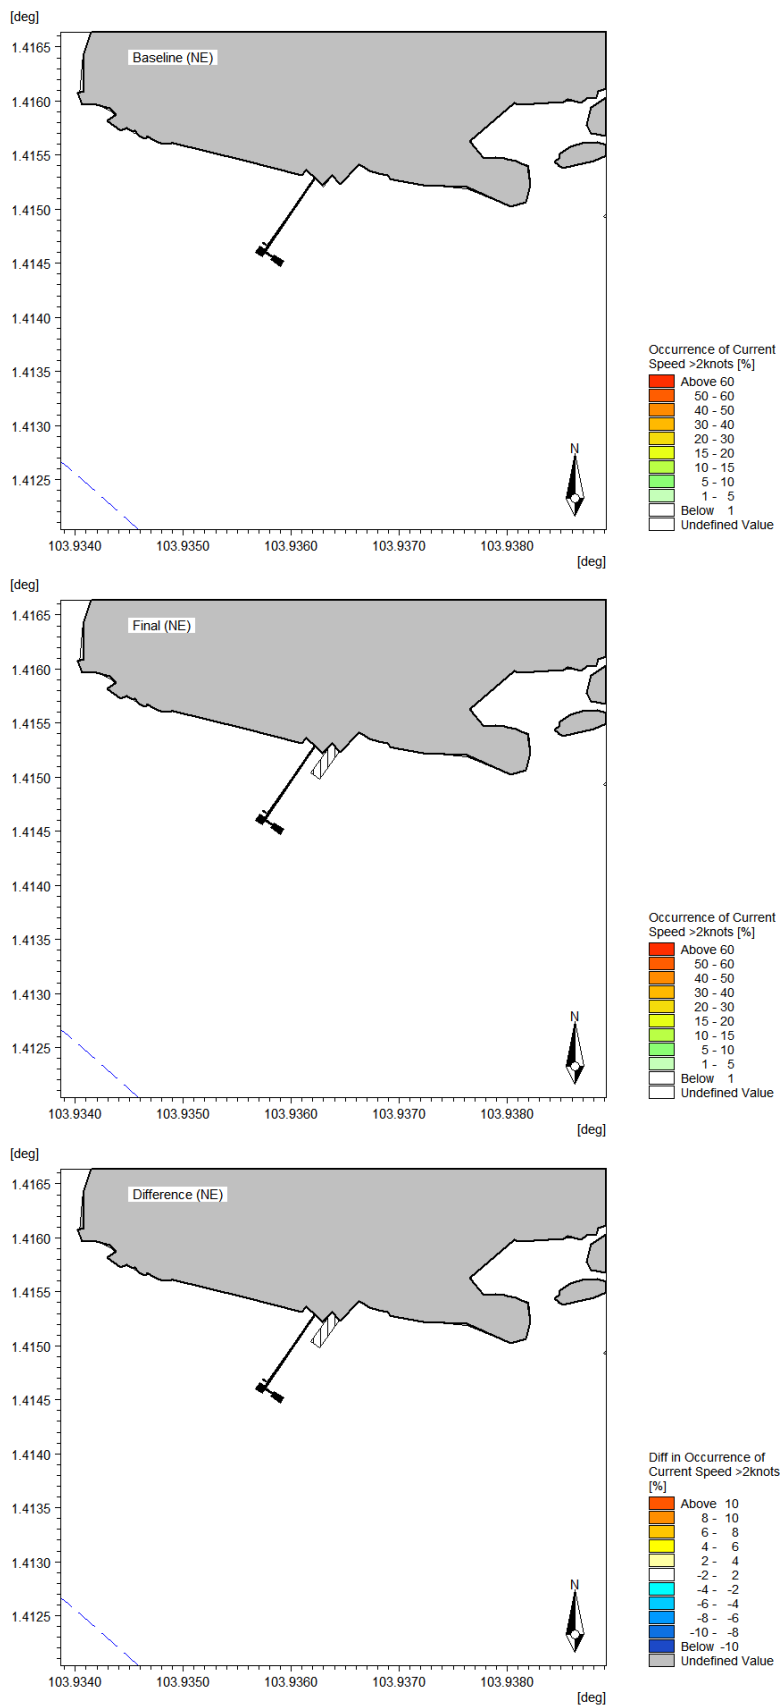 [deg]
Baseline (NE)
1.4165
1.4160
1.4155
1.4150
1.4145
1.4140
1.4135
1.4130
1.4125
N
103.9340 103.9350 103.9360 103.9370 103.9380
[deg]
Occurrence of Current
Speed >2knots [%]
Above 60
50 - 60
40 - 50
30 - 40
20 - 30
15 - 20
10 - 15
5 - 10
1 - 5
Below 1
Undefined Value
[deg]
Final (NE)
1.4165
1.4160
1.4155
1.4150
1.4145
1.4140
1.4135
1.4130
1.4125
N
103.9340 103.9350 103.9360 103.9370 103.9380
[deg]
Occurrence of Current
Speed >2knots [%]
Above 60
50 - 60
40 - 50
30 - 40
20 - 30
15 - 20
10 - 15
5 - 10
1 - 5
Below 1
Undefined Value
[deg]
Difference (NE)
1.4165
1.4160
1.4155
1.4150
1.4145
1.4140
1.4135
1.4130
1.4125
N
103.9340 103.9350 103.9360 103.9370 103.9380
[deg]
Diff in Occurrence of
Current Speed >2knots
[%]
Above 10
8 - 10
6 - 8
4 - 6
2 - 4
-2 - 2
-4 - -2
-6 - -4
-8 - -6
-10 - -8
Below -10
Undefined Value